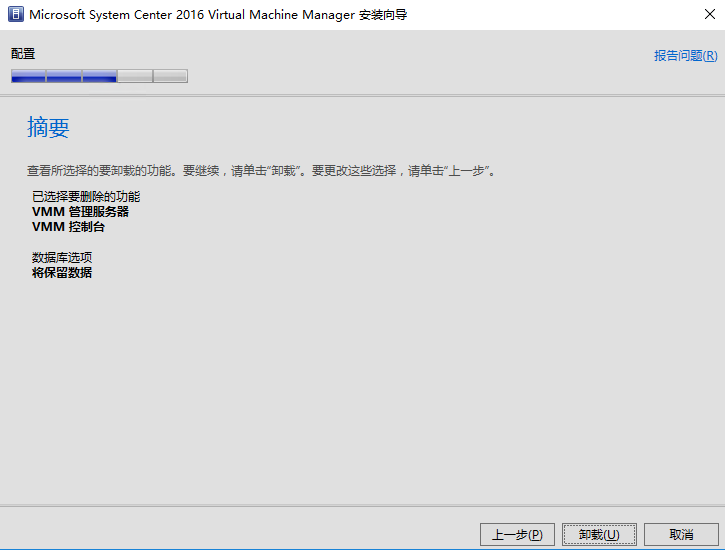 Microsoft System Center 2016 Virtual Machine Manager 安装向导
配置
报告问题(R)
摘要
查看所选择的要卸载的功能。要继续，请单击“卸载”。要更改这些选择，请单击“上一步”。
已选择要删除的功能
VMM 管理服务器
VMM 控制台
数据库选项
将保留数据
上一步(P)
卸载(U)
取消